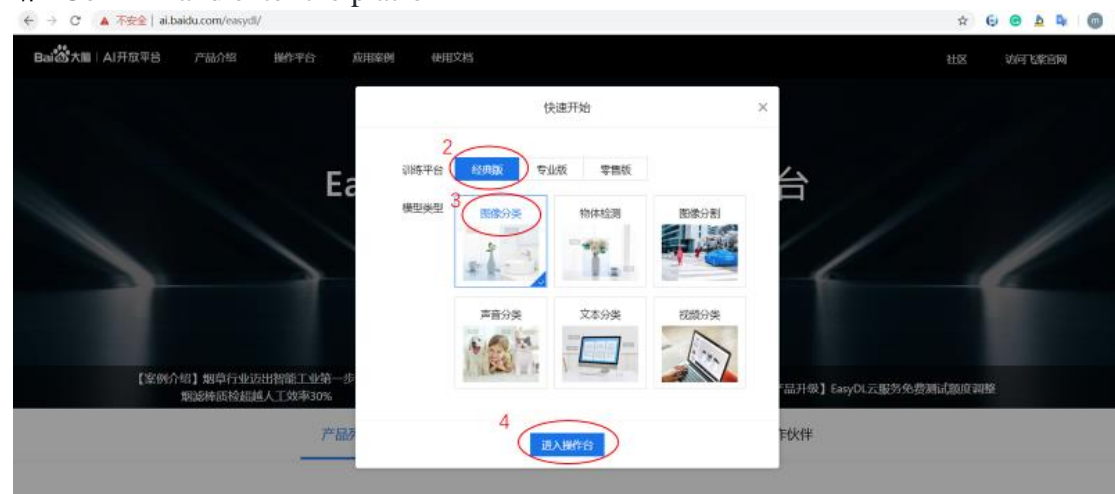 不安全 | ai.baidu.com/easydl/
Bai大脑 | AI开放平台 产品介绍 操作平台 应用案例 使用文档 社区 访问飞桨官网
快速开始 ×
2
训练平台 经典版 专业版 零售版
Ea 台
模型类型 3 图像分类 物体检测 图像分割
声音分类 文本分类 视频分类
【案例介绍】烟草行业迈出智能工业第一步
烟滤棒质检超越人工效率30%
品升级】EasyDL云服务免费测试额度调整
4
产品列 进入操作台 作伙伴